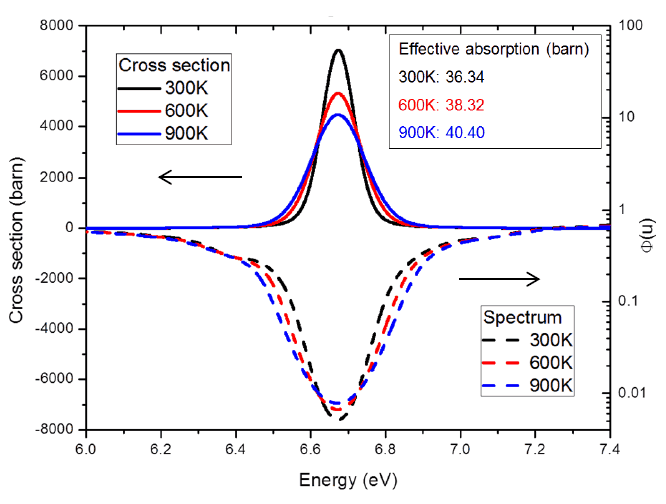 8000
6000
4000
2000
0
-2000
-4000
-6000
-8000
Cross section (barn)
Cross section
300K
600K
900K
Effective absorption (barn)
300K: 36.34
600K: 38.32
900K: 40.40
100
10
1
0.1
0.01
Φ(u)
Spectrum
300K
600K
900K
6.0
6.2
6.4
6.6
6.8
7.0
7.2
7.4
Energy (eV)